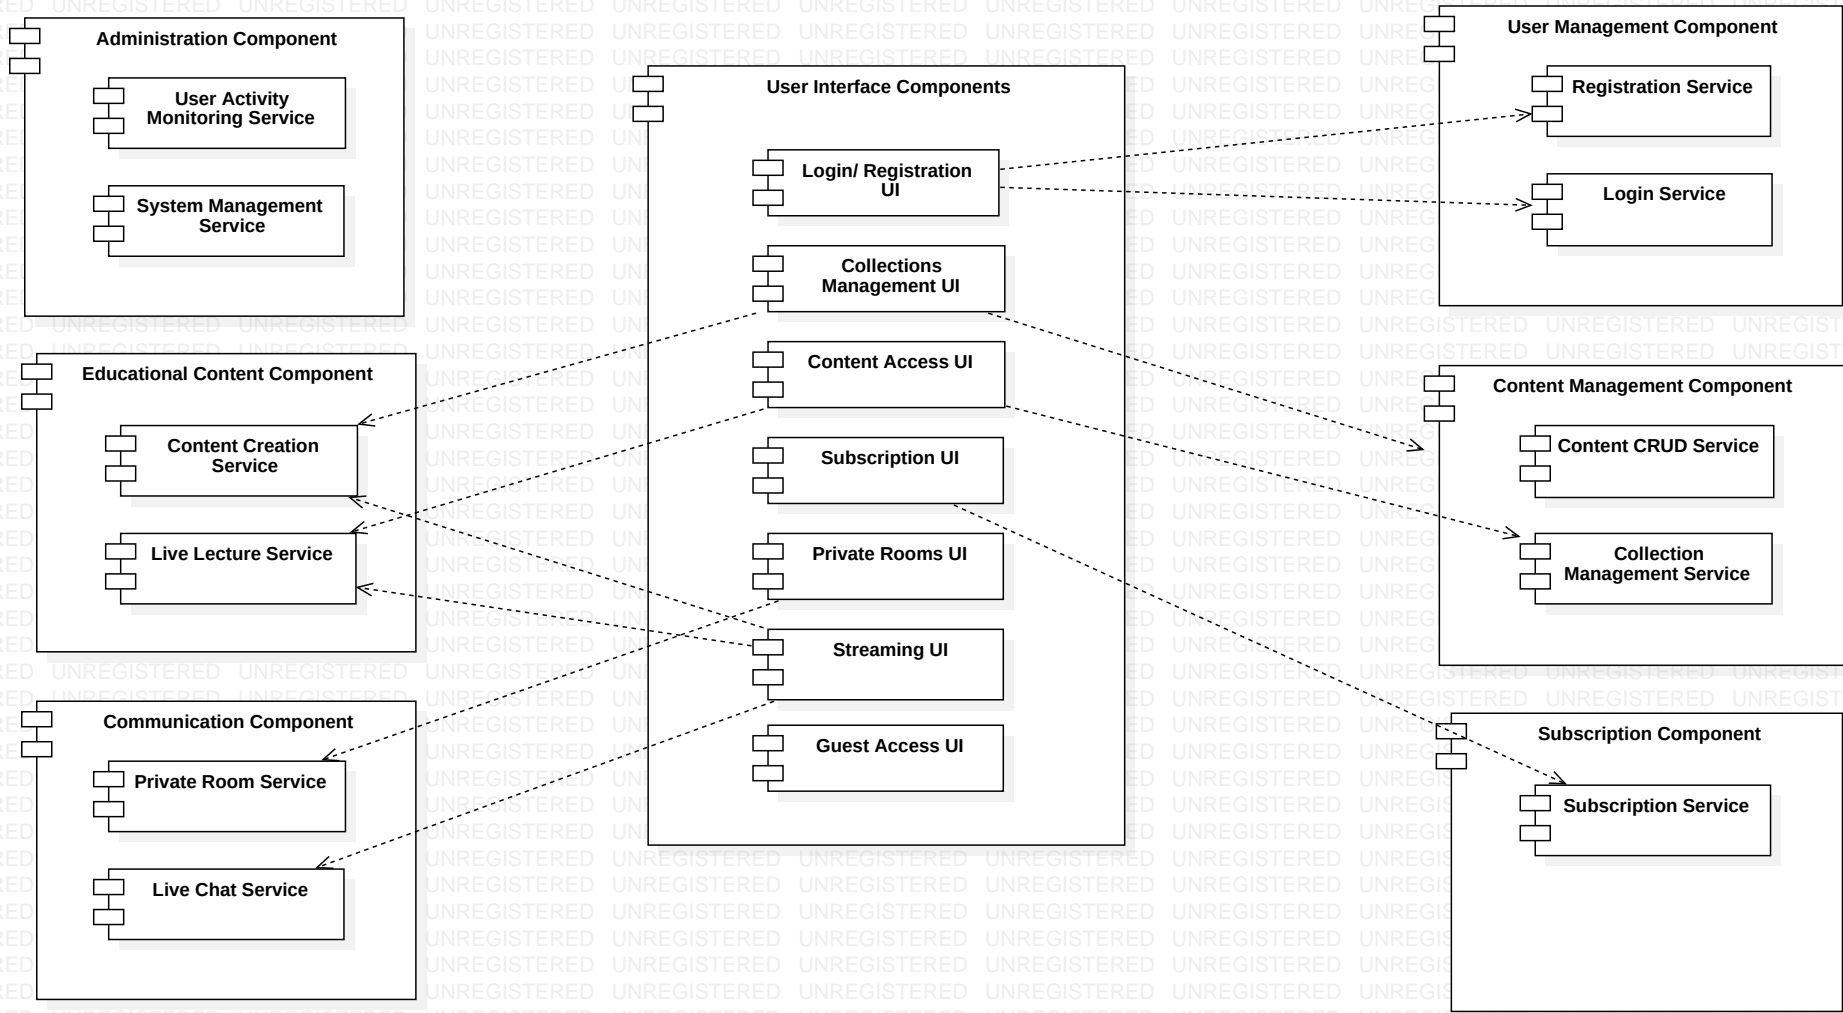 Administration Component
User Activity
Monitoring Service
System Management
Service
Educational Content Component
Content Creation
Service
Live Lecture Service
Communication Component
Private Room Service
Live Chat Service
User Interface Components
Login/ Registration
UI
Collections
Management UI
Content Access UI
Subscription UI
Private Rooms UI
Streaming UI
Guest Access UI
User Management Component
Registration Service
Login Service
Content Management Component
Content CRUD Service
Collection
Management Service
Subscription Component
Subscription Service
UNREGISTERED